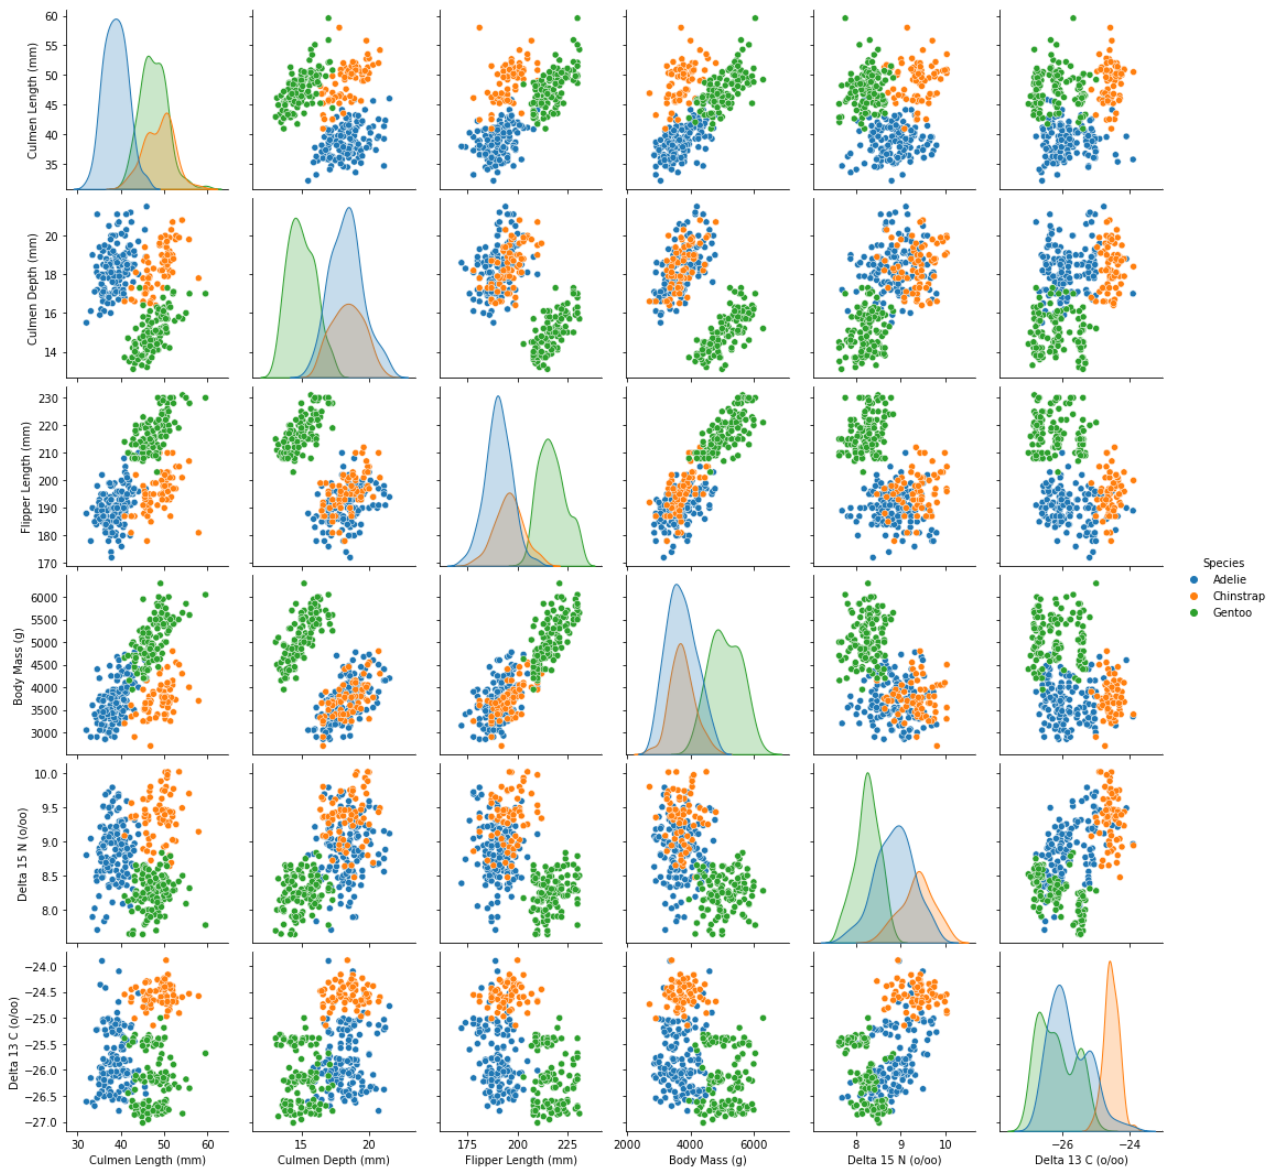 60
55
50
45
40
35
Culmen Length (mm)
20
18
16
14
Culmen Depth (mm)
230
220
210
200
190
180
170
Flipper Length (mm)
Species
Adelie
Chinstrap
Gentoo
6000
5500
5000
4500
4000
3500
3000
Body Mass (g)
10.0
9.5
9.0
8.5
8.0
Delta 15 N (o/oo)
−24.0
−24.5
−25.0
−25.5
−26.0
−26.5
−27.0
Delta 13 C (o/oo)
30 40 50 60
15 20
175 200 225
2000 4000 6000
8 9 10
−26 −24
Culmen Length (mm)
Culmen Depth (mm)
Flipper Length (mm)
Body Mass (g)
Delta 15 N (o/oo)
Delta 13 C (o/oo)